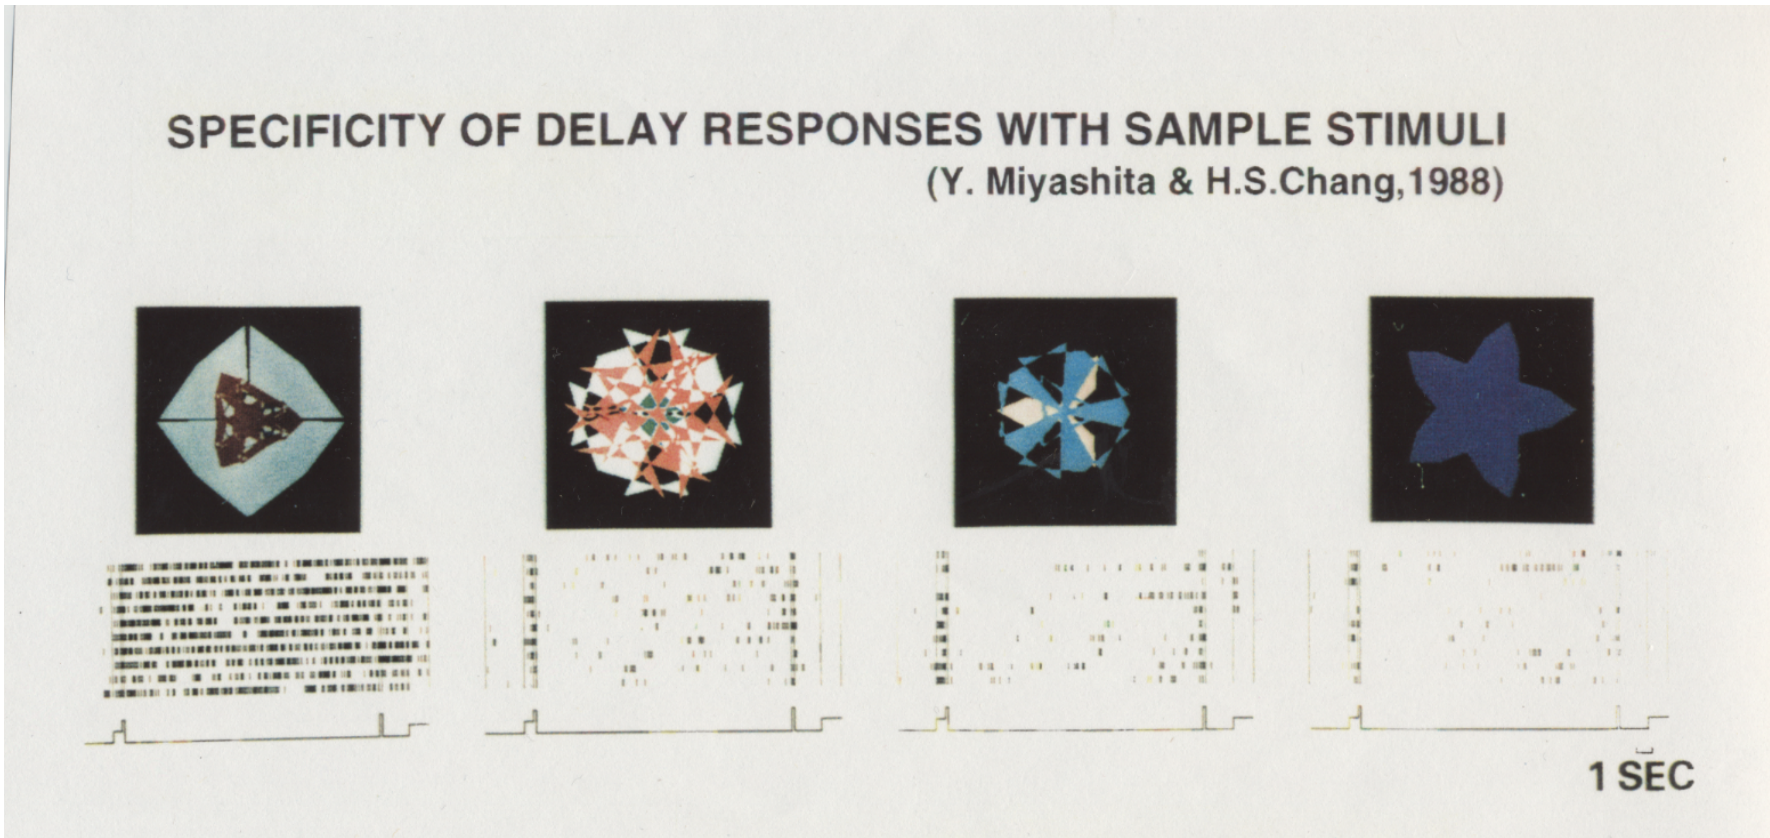 SPECIFICITY OF DELAY RESPONSES WITH SAMPLE STIMULI
(Y. Miyashita & H.S.Chang,1988)
1 SEC